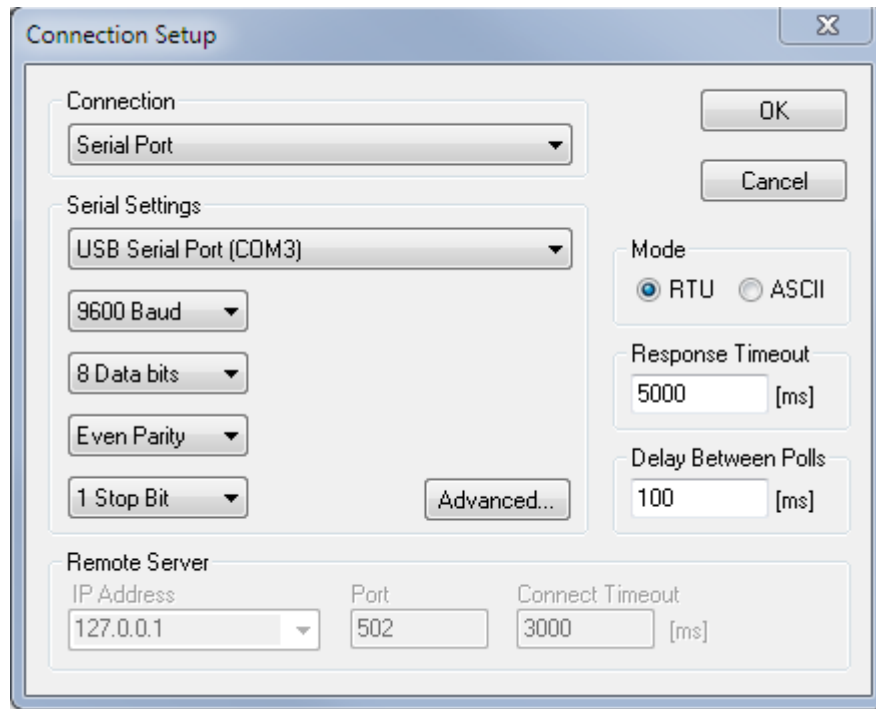 Connection Setup
Connection
Serial Port
OK
Cancel
Serial Settings
USB Serial Port (COM3)
9600 Baud
8 Data bits
Even Parity
1 Stop Bit
Advanced...
Mode
RTU ASCII
Response Timeout
5000 [ms]
Delay Between Polls
100 [ms]
Remote Server
IP Address Port Connect Timeout
127.0.0.1 502 3000 [ms]